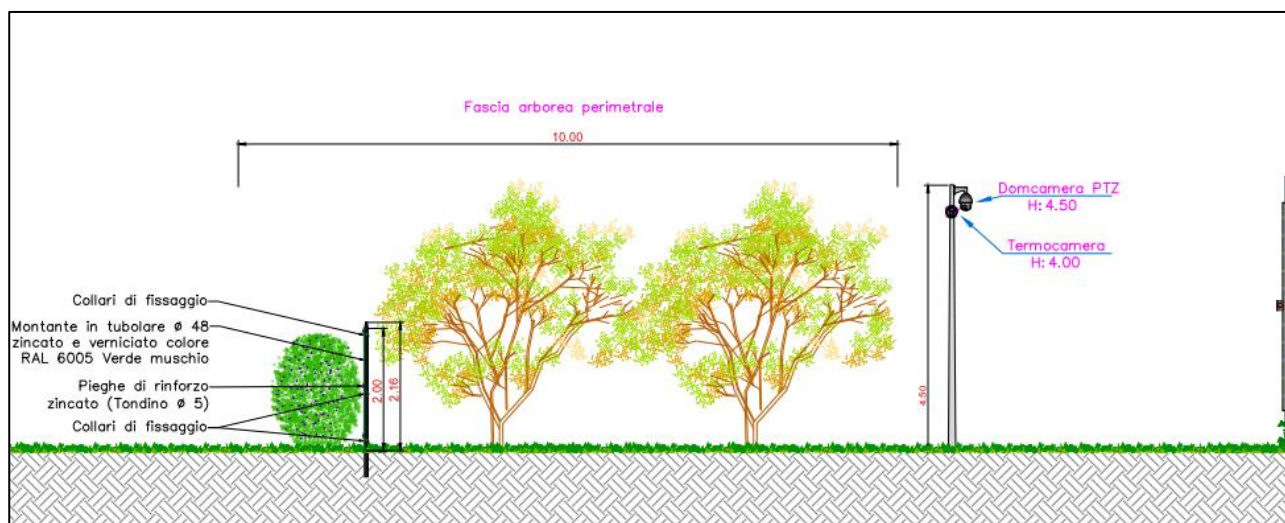 Fascia arborea perimetrale
10.00
Domcamera PTZ
H: 4.50
Termocamera
H: 4.00
Collari di fissaggio
Montante in tubolare ø 48
zincato e verniciato colore
RAL 6005 Verde muschio
Pieghe di rinforzo
zincato (Tondino ø 5)
Collari di fissaggio
2.00
2.16
4.50